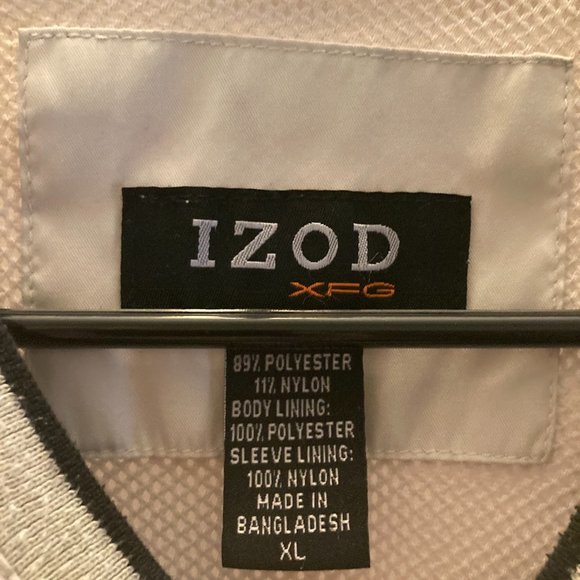 IZOD
XFG
89% POLYESTER
11% NYLON
BODY LINING:
100% POLYESTER
SLEEVE LINING:
100% NYLON
MADE IN
BANGLADESH
XL